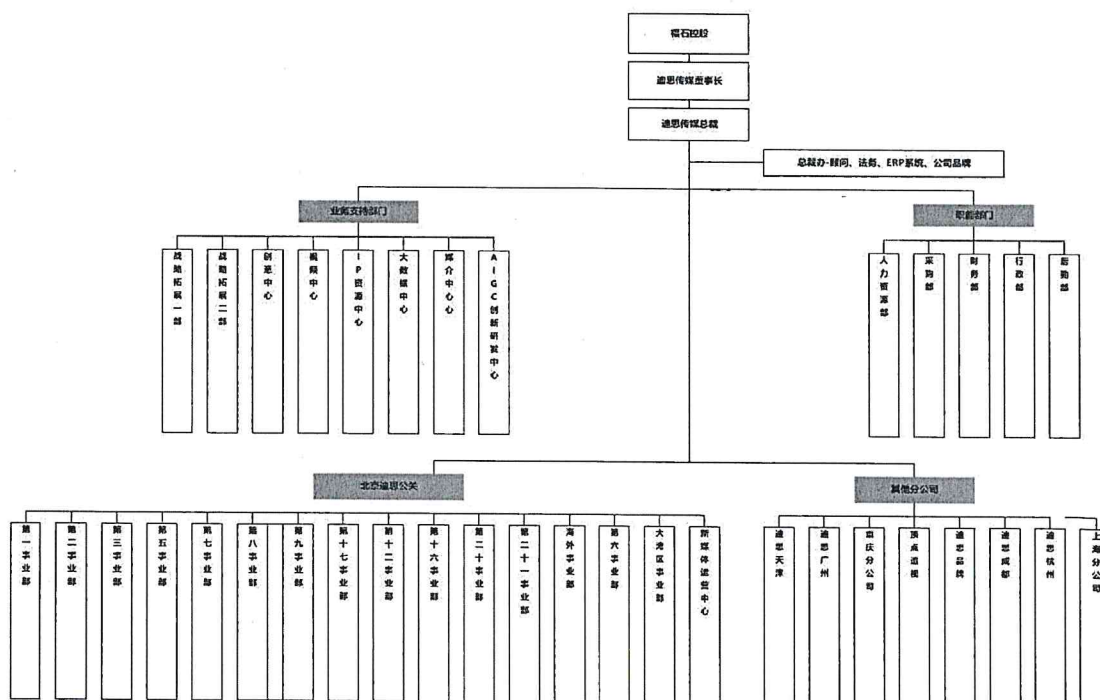 福石控股
迪思传媒董事长
迪思传媒总裁
总裁办-顾问、法务、ERP系统、公司品牌
业务支持部门
职能部门
战略拓展一部
战略拓展二部
创意中心
视频中心
IP资源中心
大数据中心
媒介中心
AIGC创新研发中心
人力资源部
采购部
财务部
行政部
后勤部
北京迪思公关
其他分公司
第一事业部
第二事业部
第三事业部
第五事业部
第七事业部
第八事业部
第九事业部
第十七事业部
第十二事业部
第十六事业部
第二十事业部
第二十一事业部
海外事业部
第六事业部
大湾区事业部
新媒体运营中心
迪思天津
迪思广州
重庆分公司
顶点透视
迪思品牌
迪思成都
迪思杭州
上海分公司